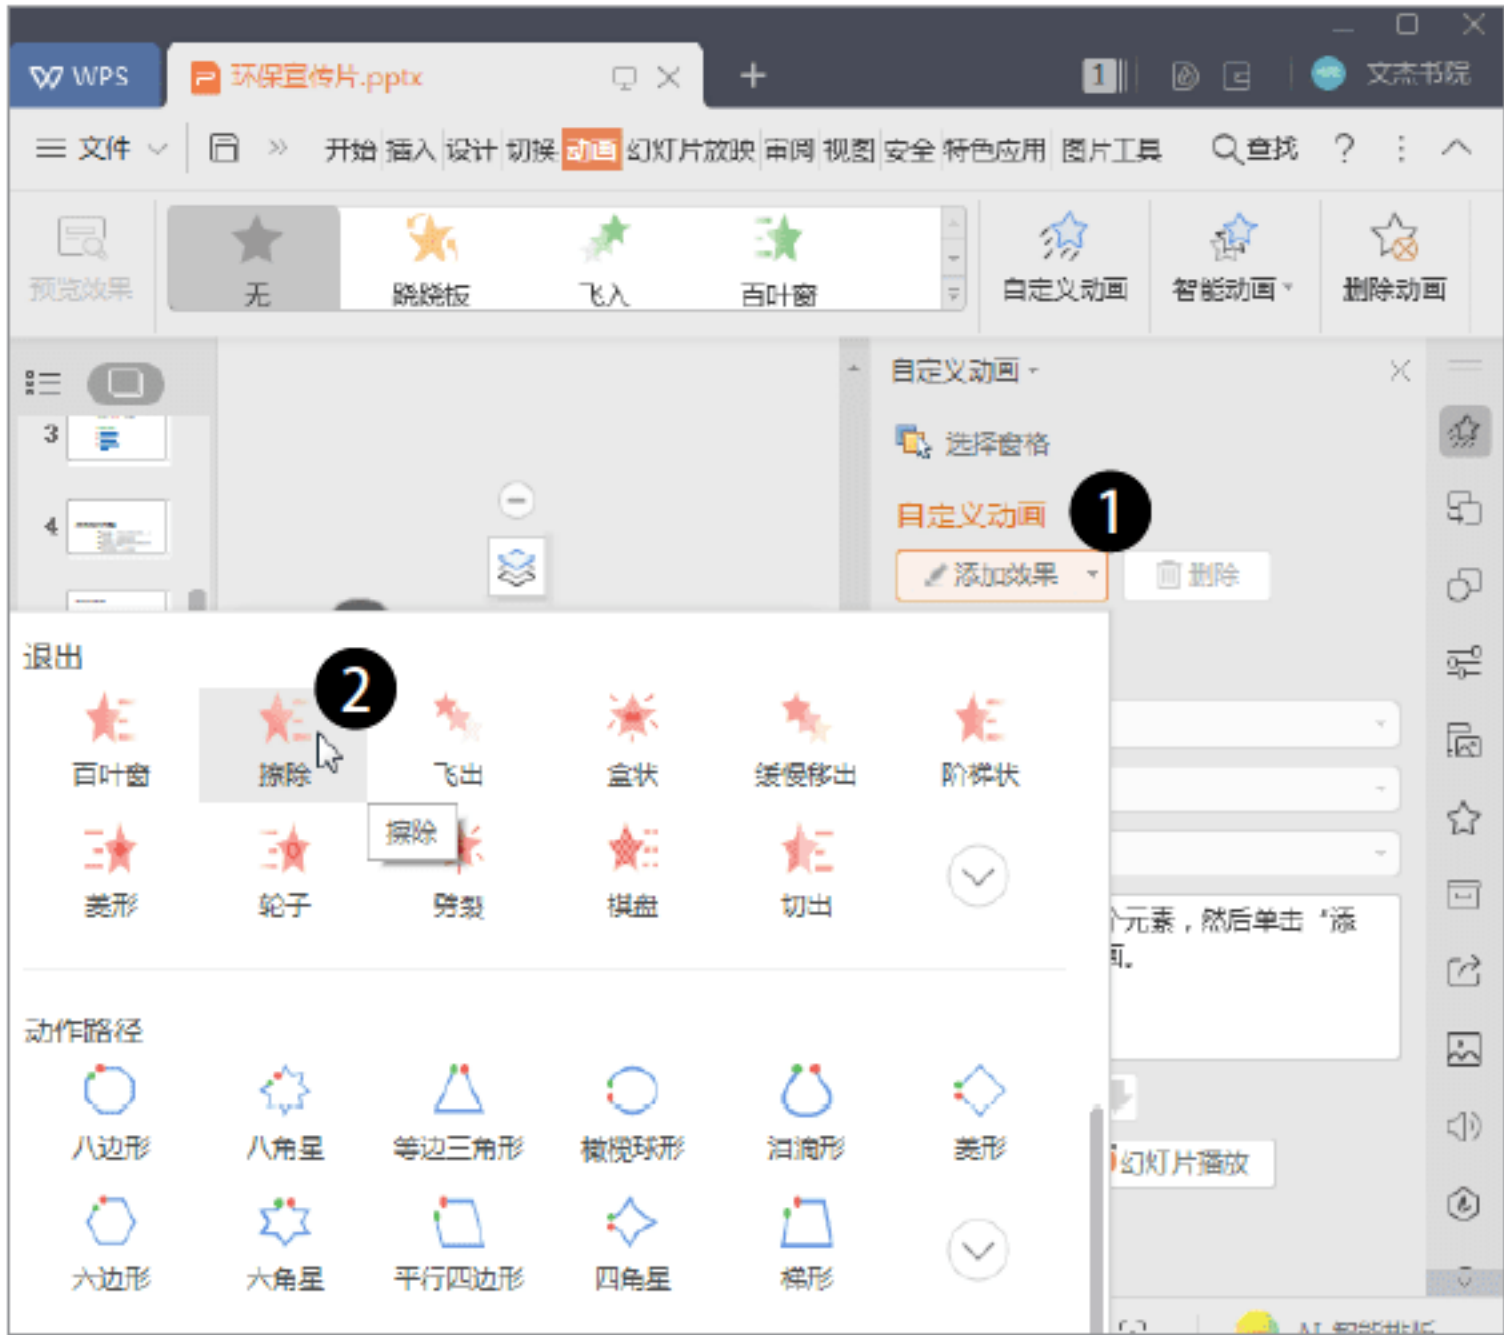 WPS 环保宣传片.pptx 1 文杰书院
文件 开始 插入 设计 切换 动画 幻灯片放映 审阅 视图 安全 特色应用 图片工具 查找 ?
预览效果 无 跷跷板 飞入 百叶窗 自定义动画 智能动画 删除动画
自定义动画
3
选择窗格
4
自定义动画 1
添加效果 删除
退出
2
百叶窗 擦除 飞出 盒状 缓慢移出 阶梯状
擦除
菱形 轮子 劈裂 棋盘 切出
个元素，然后单击“添
画。
动作路径
八边形 八角星 等边三角形 橄榄球形 泪滴形 菱形
幻灯片播放
六边形 六角星 平行四边形 四角星 梯形
AI 智能排版